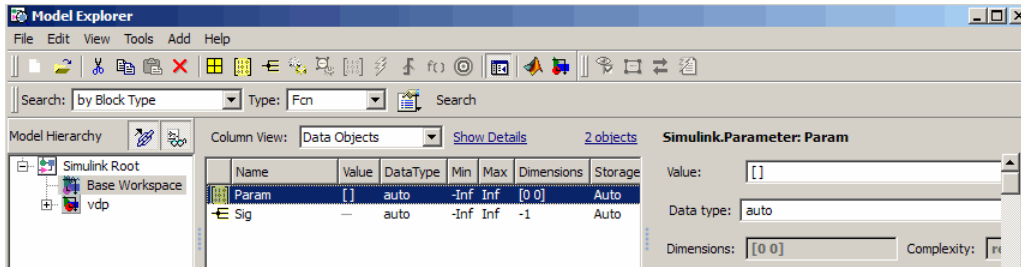 Model Explorer
File Edit View Tools Add Help
f()
Search: by Block Type Type: Fcn Search
Model Hierarchy Column View: Data Objects Show Details 2 objects Simulink.Parameter: Param
Simulink Root
Base Workspace
vdp
Name Value DataType Min Max Dimensions Storage
Param [] auto -Inf Inf [0 0] Auto
Sig — auto -Inf Inf -1 Auto
Value: []
Data type: auto
Dimensions: [0 0] Complexity: